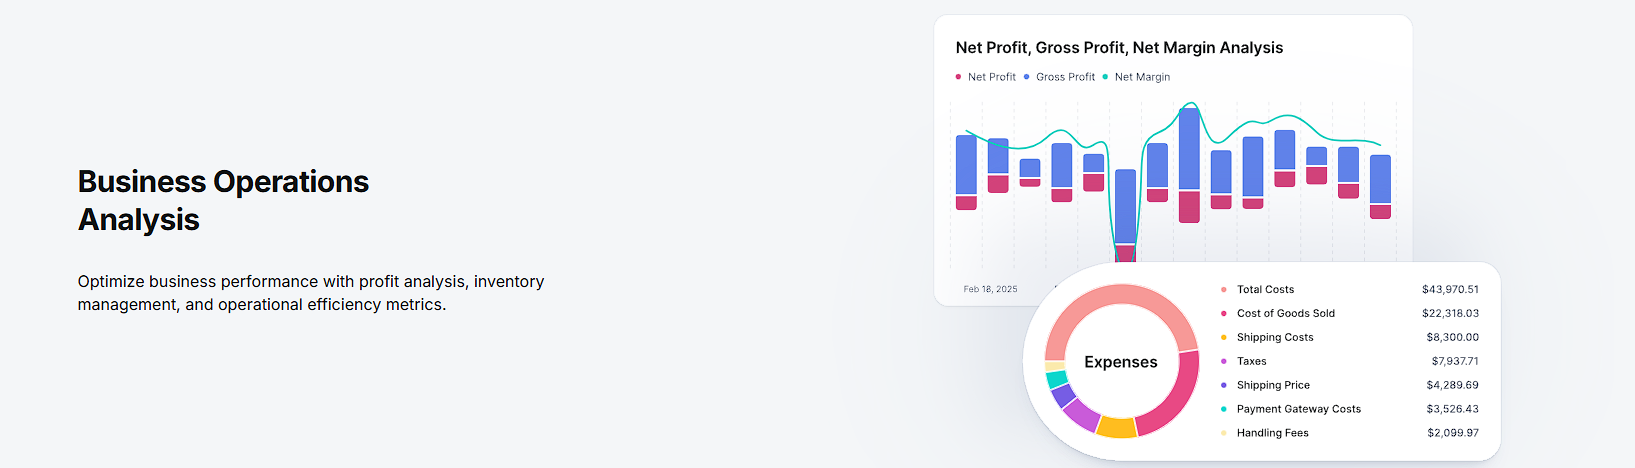 Business Operations
Analysis
Optimize business performance with profit analysis, inventory
management, and operational efficiency metrics.
Net Profit, Gross Profit, Net Margin Analysis
Net Profit Gross Profit Net Margin
Feb 18, 2025
Expenses
Total Costs $43,970.51
Cost of Goods Sold $22,318.03
Shipping Costs $8,300.00
Taxes $7,937.71
Shipping Price $4,289.69
Payment Gateway Costs $3,526.43
Handling Fees $2,099.97